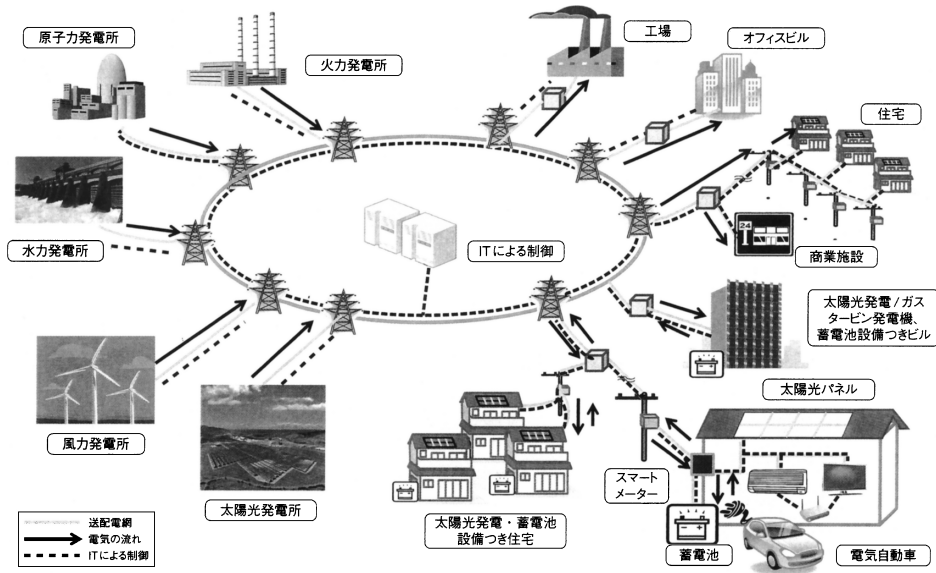 原子力発電所
火力発電所
工場
オフィスビル
住宅
水力発電所
ITによる制御
24
商業施設
太陽光発電/ガス
タービン発電機、
蓄電池設備つきビル
風力発電所
太陽光発電所
太陽光発電・蓄電池
設備つき住宅
スマート
メーター
太陽光パネル
蓄電池
電気自動車
送配電網
電気の流れ
ITによる制御